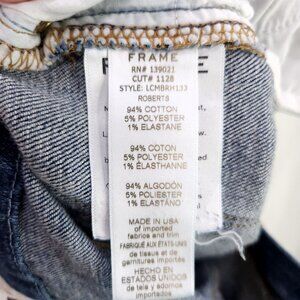 FRAME
RN# 139021
CUT# 1128
STYLE: LCMBRH133
ROBERTS
94% COTTON
5% POLYESTER
1% ELASTANE
94% COTON
5% POLYESTER
1% ÉLASTHANNE
94% ALGODÓN
5% POLIÉSTER
1% ELASTANO
MADE IN USA
of imported
fabrics and trim
FABRIQUÉ AUX ÉTATS-UNIS
de tissus et de
garniture importés
HECHO EN
ESTADOS UNIDOS
de tela y adornos
importados